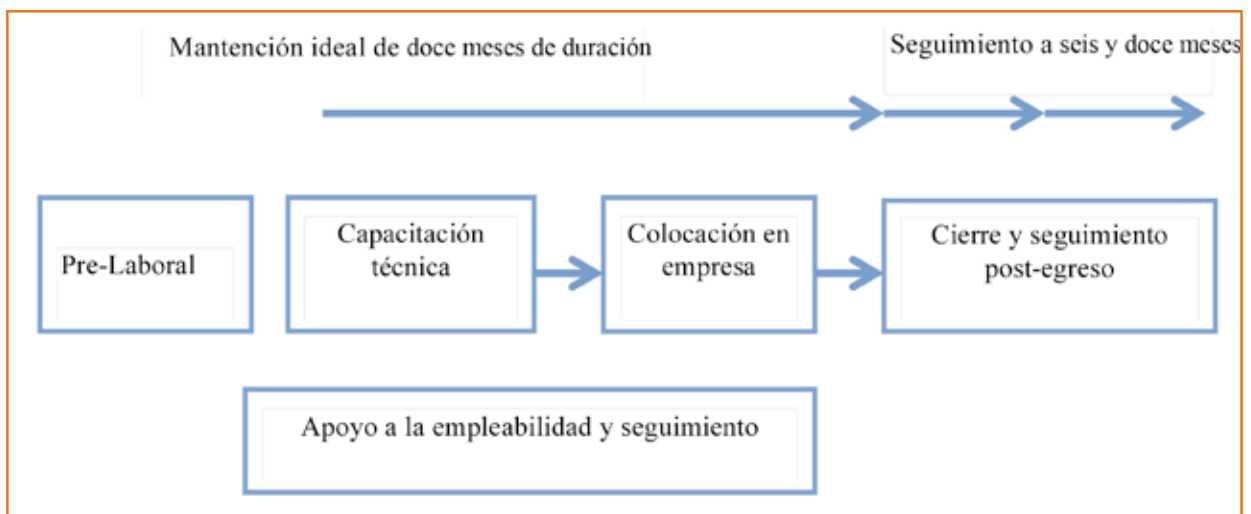 Mantención ideal de doce meses de duración
Seguimiento a seis y doce meses
Pre-Laboral
Capacitación
técnica
Colocación en
empresa
Cierre y seguimiento
post-egreso
Apoyo a la empleabilidad y seguimiento